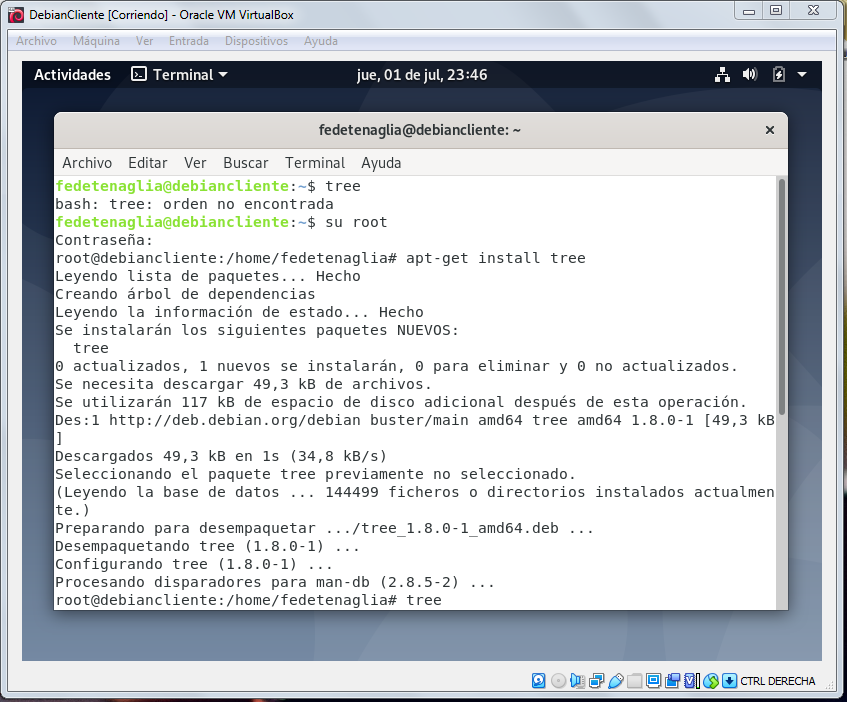 DebianCliente [Corriendo] - Oracle VM VirtualBox
Archivo Máquina Ver Entrada Dispositivos Ayuda
Actividades Terminal jue, 01 de jul, 23:46
fedetenaglia@debiancliente: ~
Archivo Editar Ver Buscar Terminal Ayuda
fedetenaglia@debiancliente:~$ tree
bash: tree: orden no encontrada
fedetenaglia@debiancliente:~$ su root
Contraseña:
root@debiancliente:/home/fedetenaglia# apt-get install tree
Leyendo lista de paquetes... Hecho
Creando árbol de dependencias
Leyendo la información de estado... Hecho
Se instalarán los siguientes paquetes NUEVOS:
  tree
0 actualizados, 1 nuevos se instalarán, 0 para eliminar y 0 no actualizados.
Se necesita descargar 49,3 kB de archivos.
Se utilizarán 117 kB de espacio de disco adicional después de esta operación.
Des:1 http://deb.debian.org/debian buster/main amd64 tree amd64 1.8.0-1 [49,3 kB
]
Descargados 49,3 kB en 1s (34,8 kB/s)
Seleccionando el paquete tree previamente no seleccionado.
(Leyendo la base de datos ... 144499 ficheros o directorios instalados actualmen
te.)
Preparando para desempaquetar .../tree_1.8.0-1_amd64.deb ...
Desempaquetando tree (1.8.0-1) ...
Configurando tree (1.8.0-1) ...
Procesando disparadores para man-db (2.8.5-2) ...
root@debiancliente:/home/fedetenaglia# tree
CTRL DERECHA